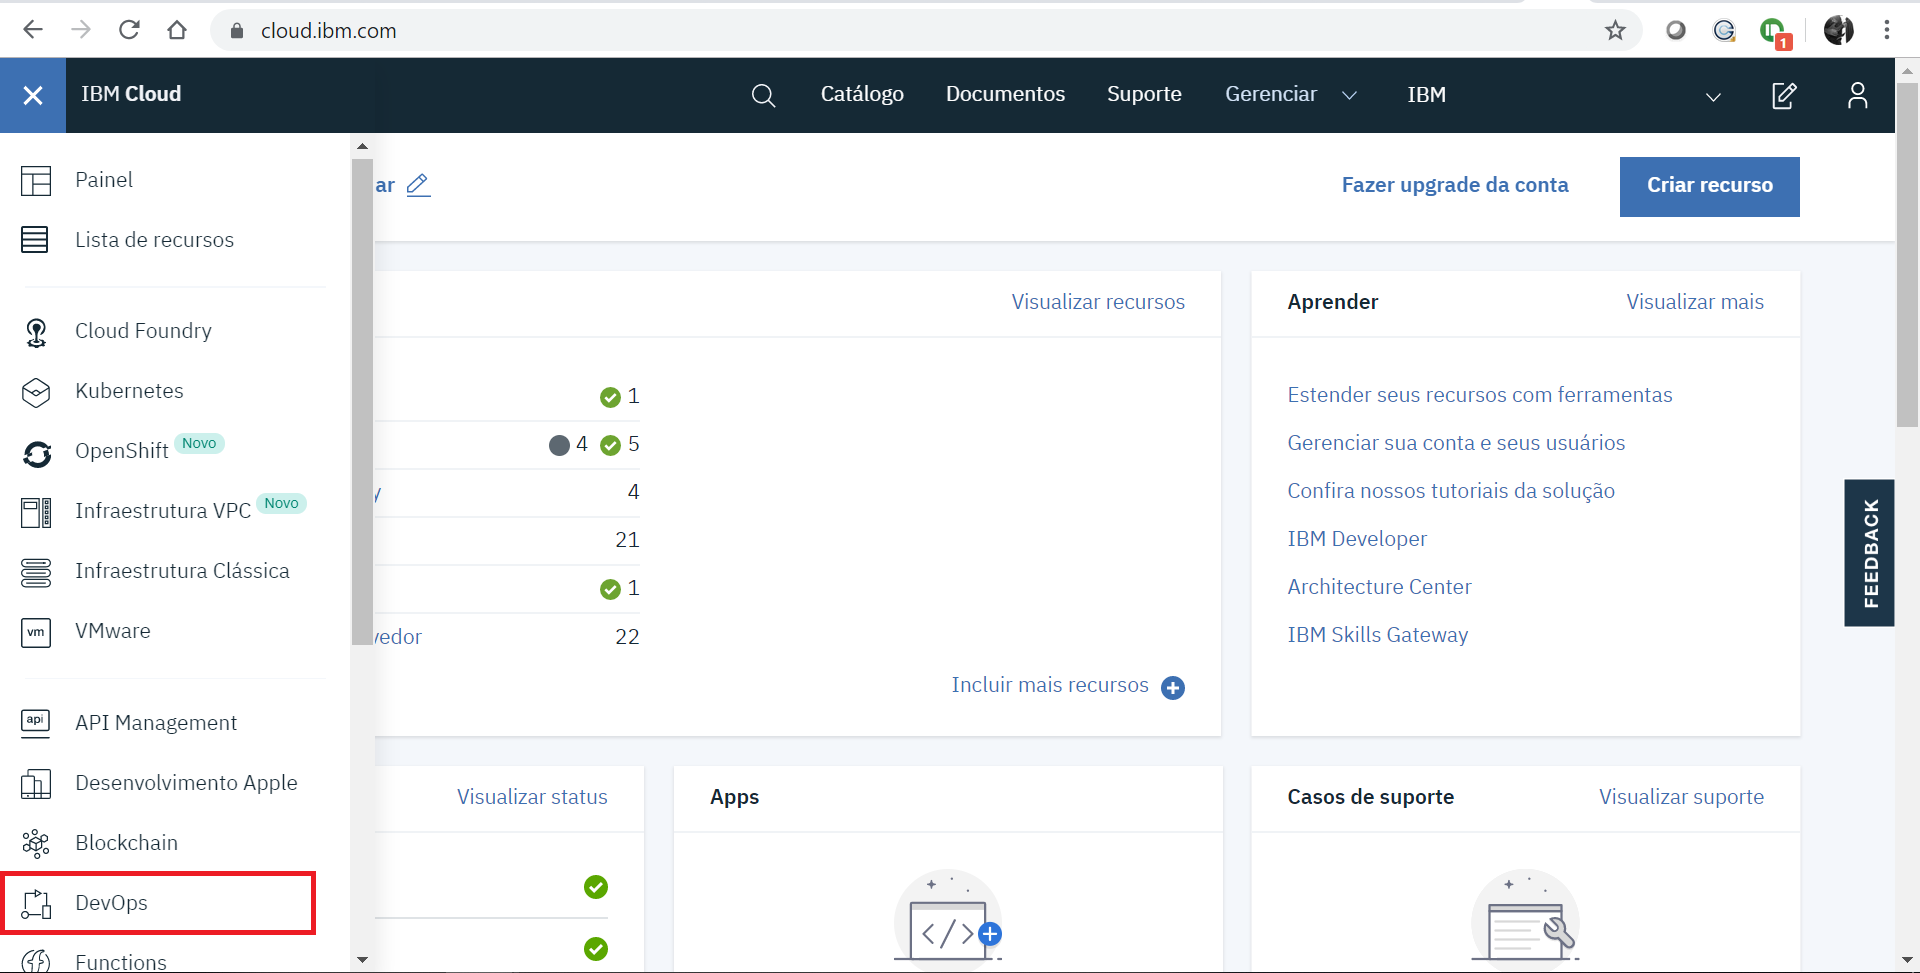 cloud.ibm.com
1
IBM Cloud
Catálogo
Documentos
Suporte
Gerenciar
IBM
Painel
Lista de recursos
Cloud Foundry
Kubernetes
OpenShift Novo
Infraestrutura VPC Novo
Infraestrutura Clássica
vm VMware
api API Management
Desenvolvimento Apple
Blockchain
DevOps
Functions
ar
Fazer upgrade da conta
Criar recurso
Visualizar recursos
1
4 5
y 4
21
1
vedor 22
Incluir mais recursos
Aprender
Visualizar mais
Estender seus recursos com ferramentas
Gerenciar sua conta e seus usuários
Confira nossos tutoriais da solução
IBM Developer
Architecture Center
IBM Skills Gateway
FEEDBACK
Visualizar status
Apps
</>
Casos de suporte
Visualizar suporte